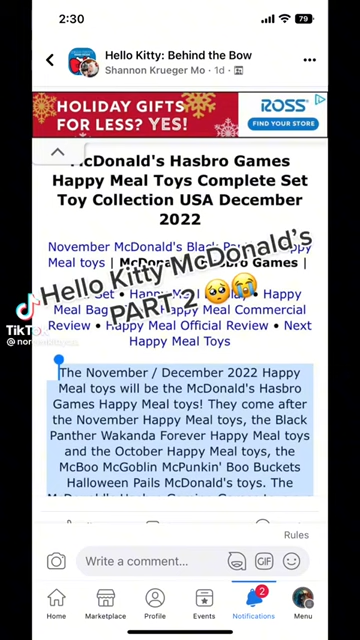 2:30
79
Hello Kitty: Behind the Bow
Shannon Krueger Mo · 1d ·
HOLIDAY GIFTS
FOR LESS? YES!
ROSS
FIND YOUR STORE
McDonald's Hasbro Games
Happy Meal Toys Complete Set
Toy Collection USA December
2022
November McDonald's Black
Meal toys | Games |
Hello Kitty McDonald's
PART 2 🥺😭
Set • • Happy
Meal Bag Meal Commercial
Review • Happy Meal Official Review • Next
Happy Meal Toys
TikTok
The November / December 2022 Happy
Meal toys will be the McDonald's Hasbro
Games Happy Meal toys! They come after
the November Happy Meal toys, the Black
Panther Wakanda Forever Happy Meal toys
and the October Happy Meal toys, the
McBoo McGoblin McPunkin' Boo Buckets
Halloween Pails McDonald's toys. The
Rules
Write a comment...
GIF
2
Home Marketplace Profile Events Notifications Menu